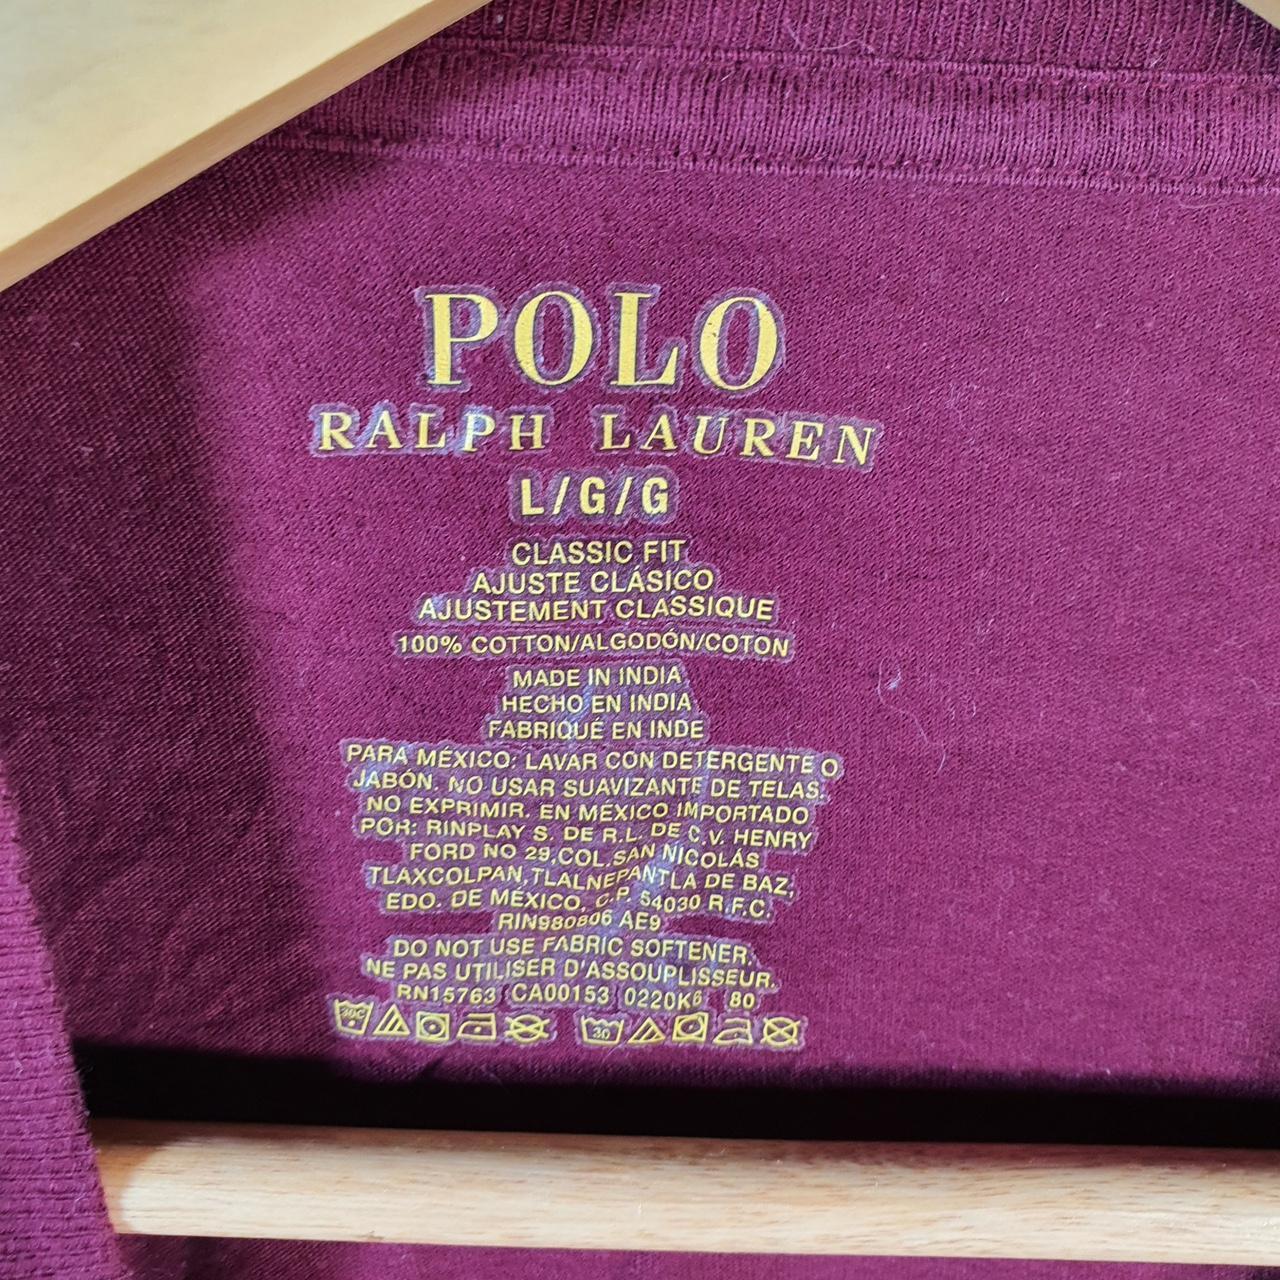 POLO
RALPH LAUREN
L/G/G
CLASSIC FIT
AJUSTE CLÁSICO
AJUSTEMENT CLASSIQUE
100% COTTON/ALGODÓN/COTON
MADE IN INDIA
HECHO EN INDIA
FABRIQUÉ EN INDE
PARA MÉXICO: LAVAR CON DETERGENTE O
JABÓN. NO USAR SUAVIZANTE DE TELAS.
NO EXPRIMIR. EN MÉXICO IMPORTADO
POR: RINPLAY S. DE R.L. DE C.V. HENRY
FORD NO 29,COL.SAN NICOLÁS
TLAXCOLPAN,TLALNEPANTLA DE BAZ,
EDO. DE MÉXICO, C.P. 54030 R.F.C.
RIN980806 AE9
DO NOT USE FABRIC SOFTENER.
NE PAS UTILISER D'ASSOUPLISSEUR.
RN15763 CA00153 0220K6 80
30C 30